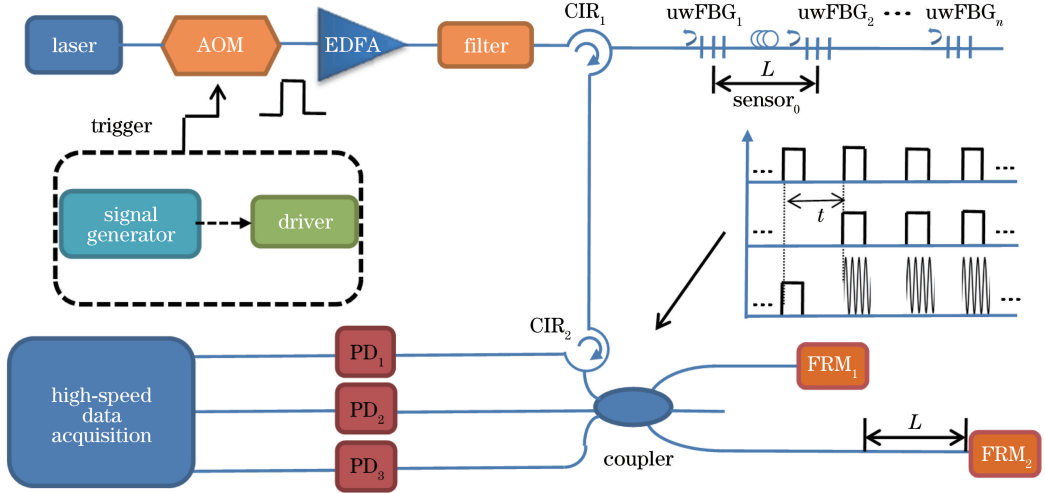 laser
AOM
EDFA
filter
CIR₁
uwFBG₁
uwFBG₂
...
uwFBGₙ
L
sensor₀
trigger
signal
generator
driver
... ...
t
... ...
... ...
CIR₂
PD₁
PD₂
PD₃
high-speed
data
acquisition
coupler
FRM₁
L
FRM₂